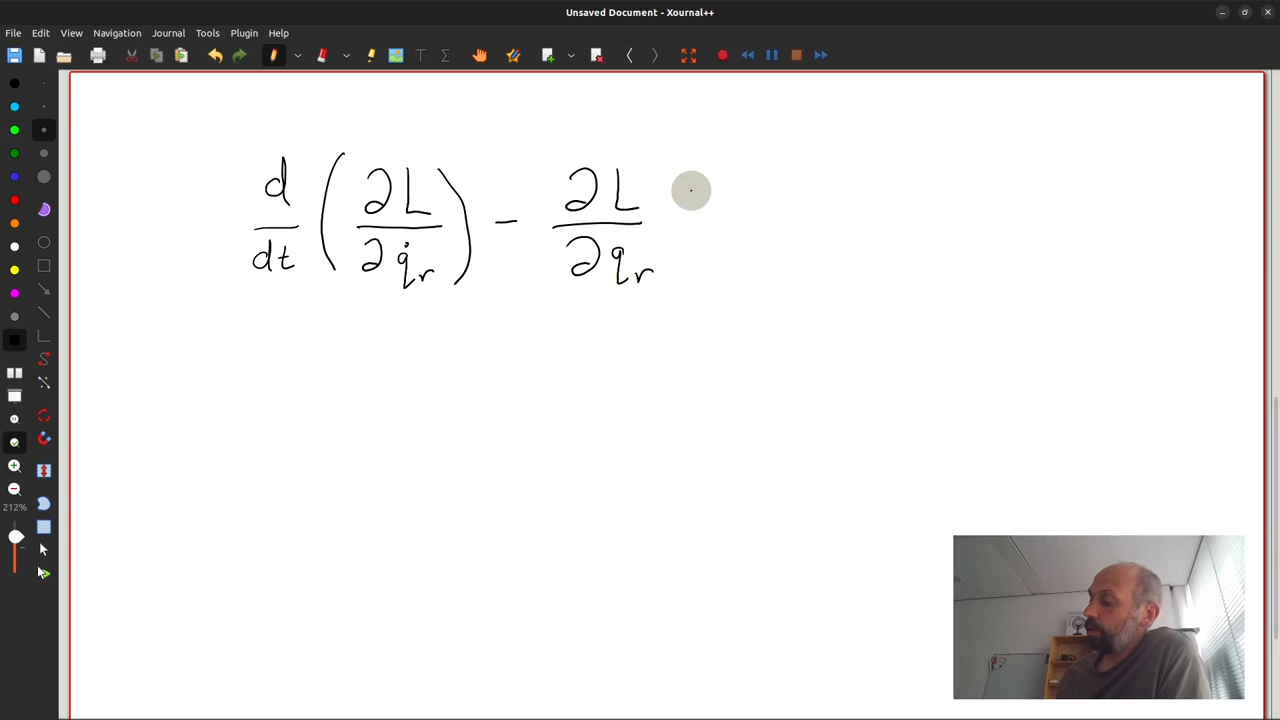 Unsaved Document - Xournal++
File Edit View Navigation Journal Tools Plugin Help
d/dt (∂L/∂q̇r) - ∂L/∂qr
212%